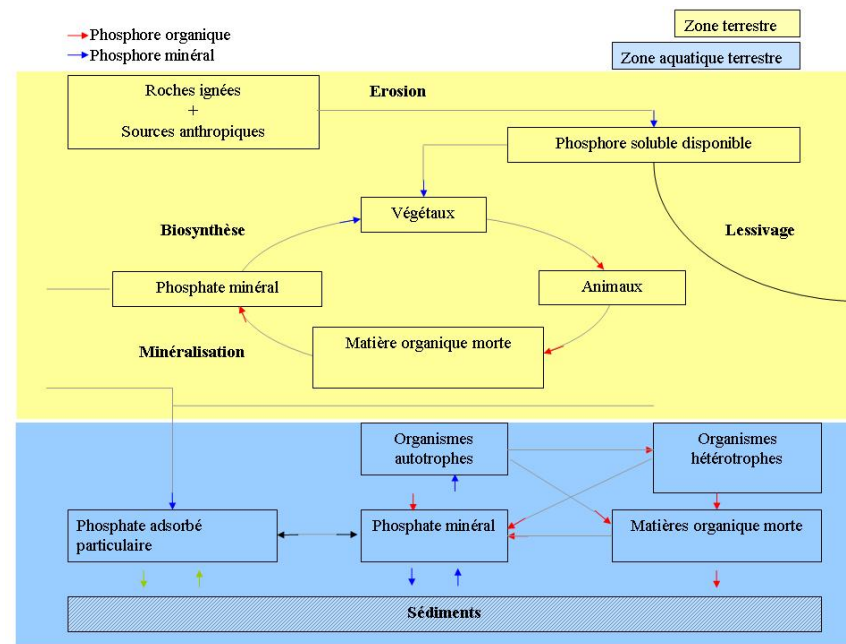 Phosphore organique
Phosphore minéral
Zone terrestre
Zone aquatique terrestre
Roches ignées
+
Sources anthropiques
Erosion
Phosphore soluble disponible
Végétaux
Biosynthèse
Lessivage
Phosphate minéral
Animaux
Minéralisation
Matière organique morte
Organismes
autotrophes
Organismes
hétérotrophes
Phosphate adsorbé
particulaire
Phosphate minéral
Matières organique morte
Sédiments